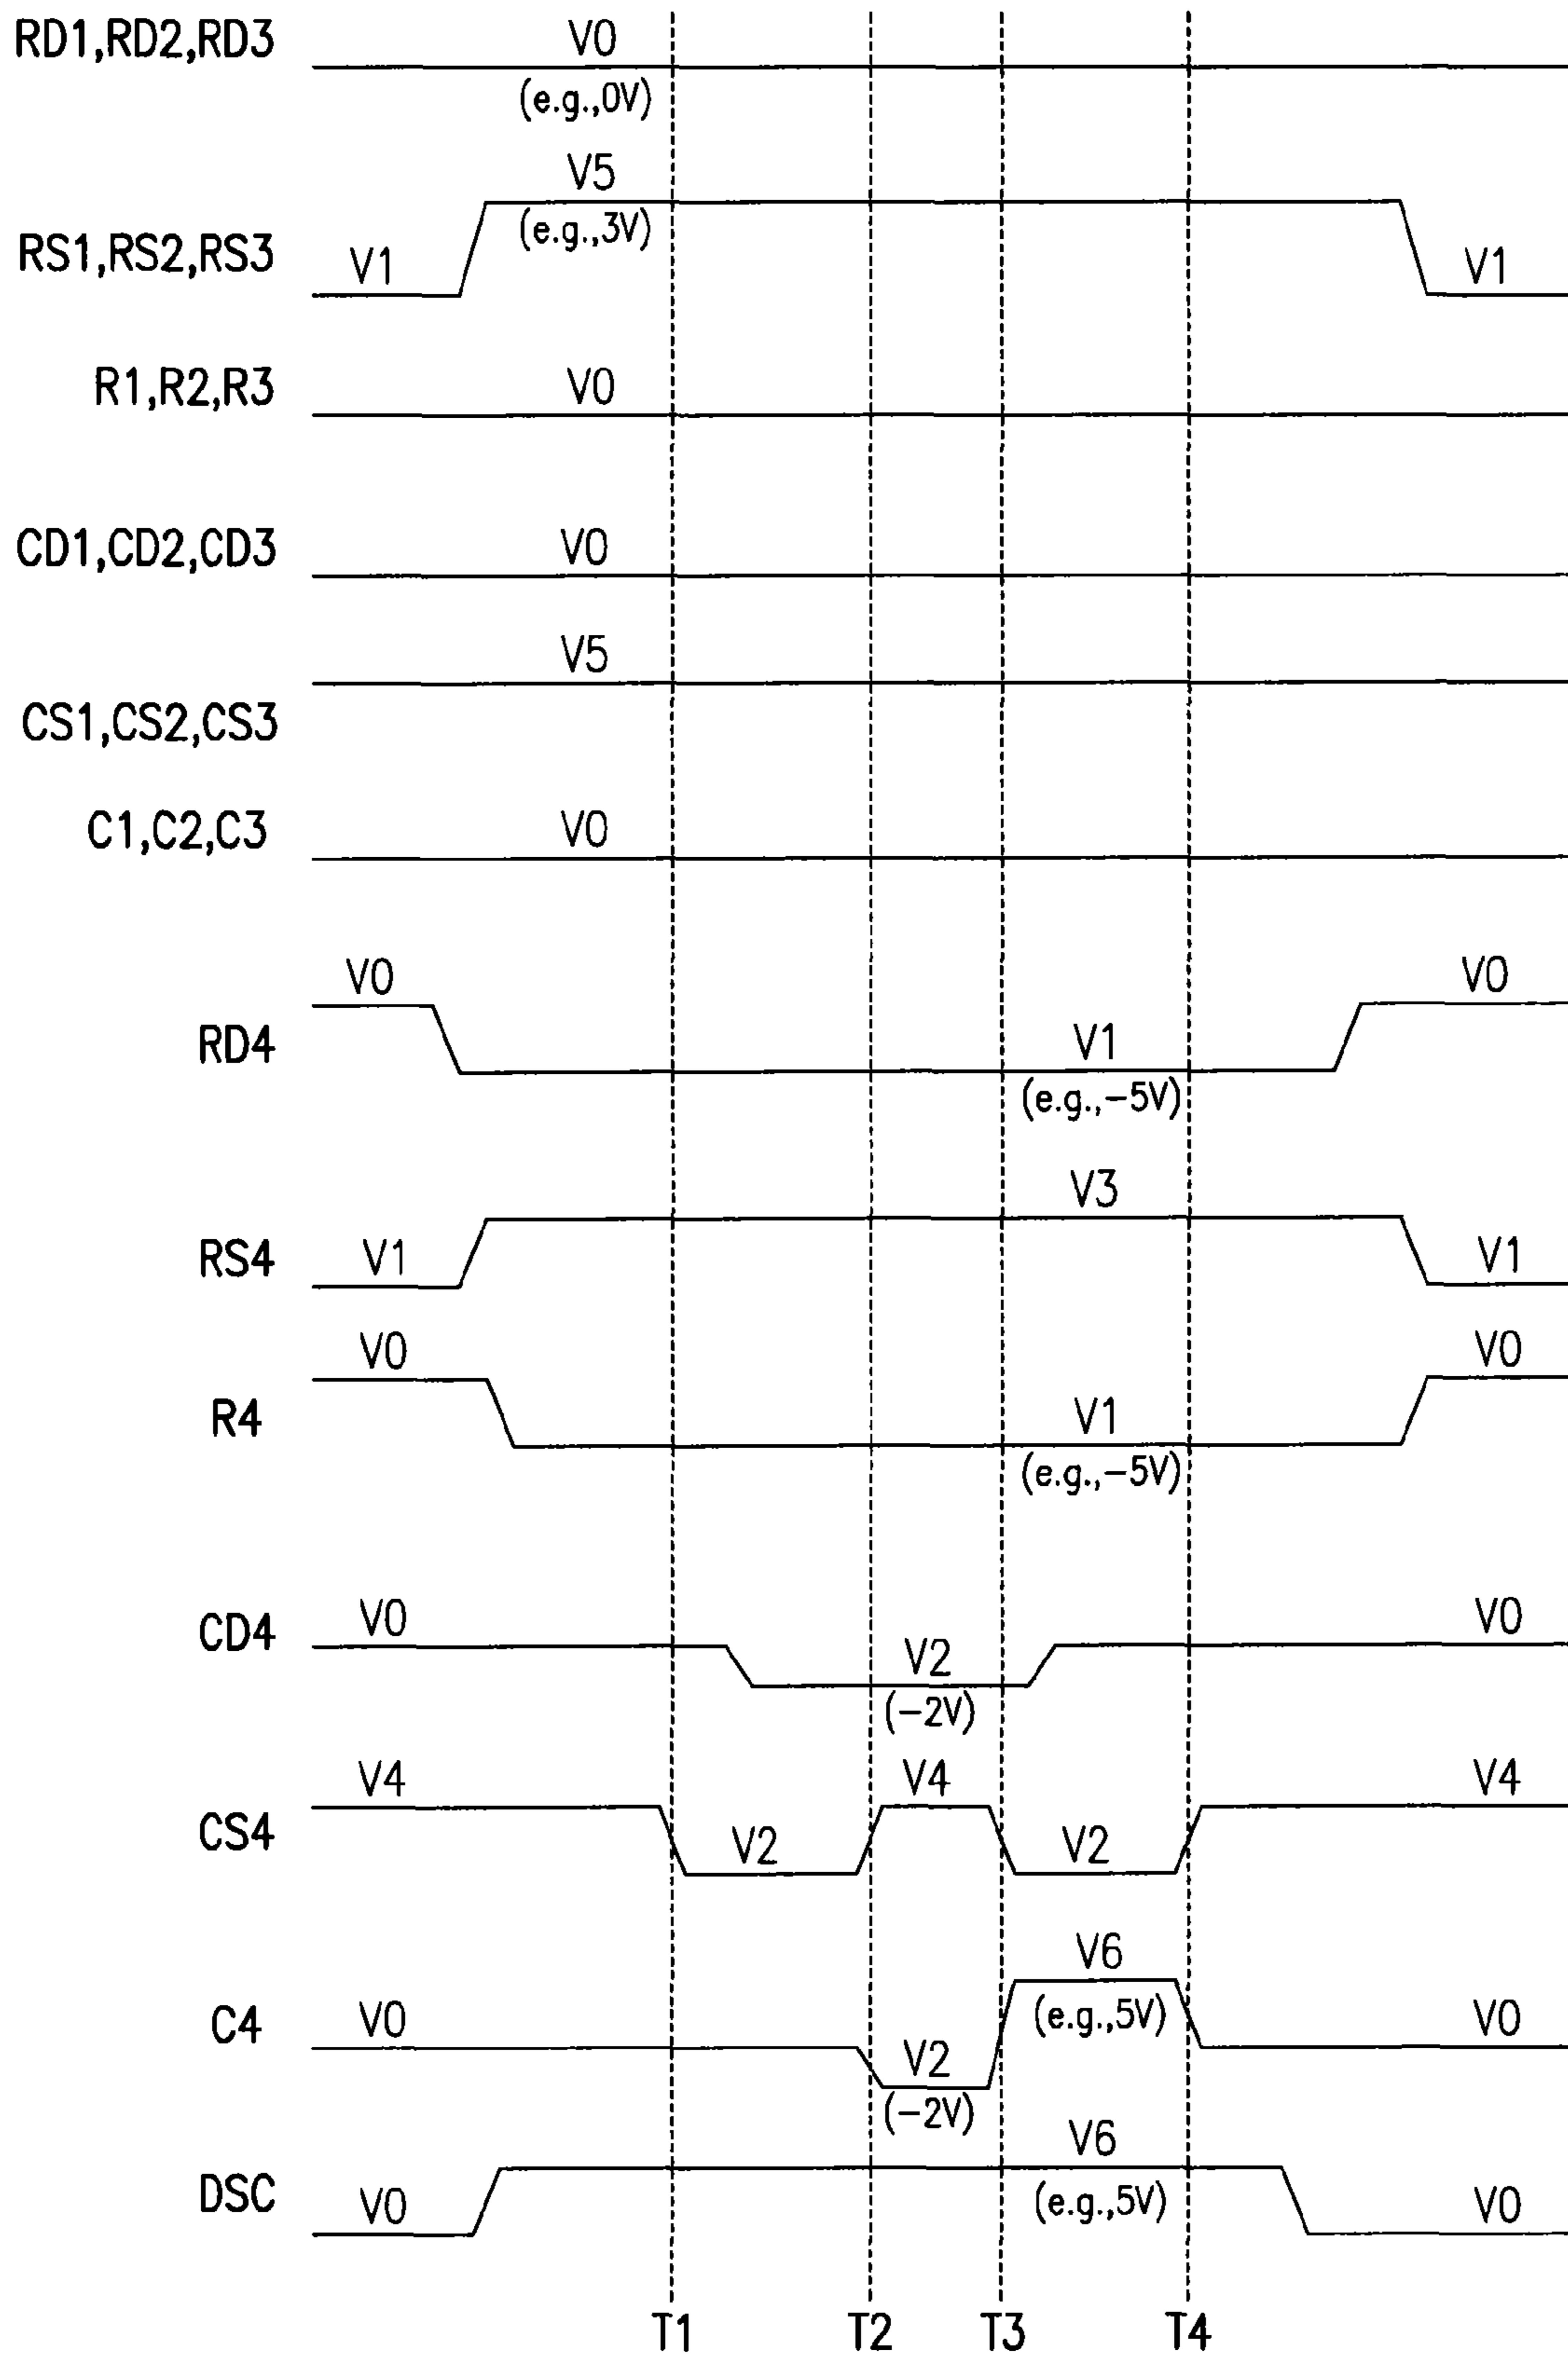 RD1,RD2,RD3
V0
(e.g.,0V)
V5
(e.g.,3V)
RS1,RS2,RS3
V1
V1
R1,R2,R3
V0
CD1,CD2,CD3
V0
V5
CS1,CS2,CS3
C1,C2,C3
V0
V0
V0
RD4
V1
(e.g.,-5V)
V3
RS4
V1
V1
V0
V0
R4
V1
(e.g.,-5V)
CD4
V0
V0
V2
(-2V)
V4
V4
V4
CS4
V2
V2
V6
(e.g.,5V)
C4
V0
V0
V2
(-2V)
V6
(e.g.,5V)
DSC
V0
V0
T1 T2 T3 T4